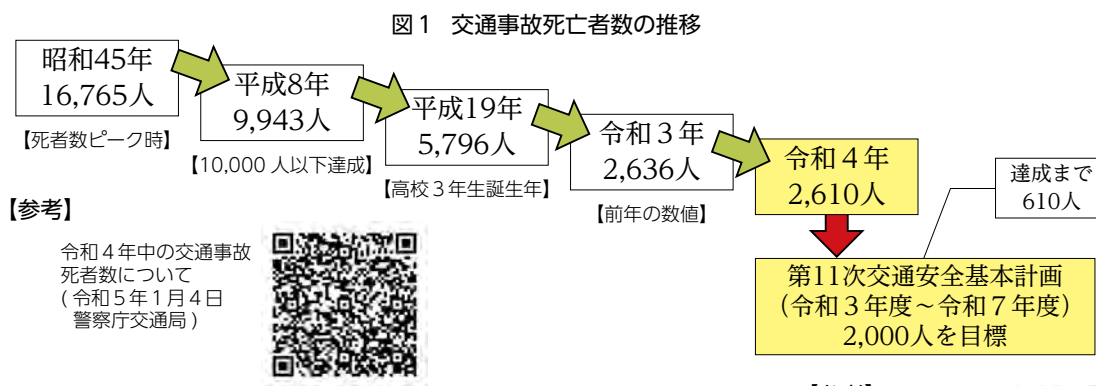 図1 交通事故死亡者数の推移
昭和45年
16,765人
【死者数ピーク時】
平成8年
9,943人
【10,000人以下達成】
平成19年
5,796人
【高校3年生誕生年】
令和3年
2,636人
【前年の数値】
令和4年
2,610人
達成まで
610人
第11次交通安全基本計画
(令和3年度~令和7年度)
2,000人を目標
【参考】
令和4年中の交通事故
死者数について
(令和5年1月4日
警察庁交通局)